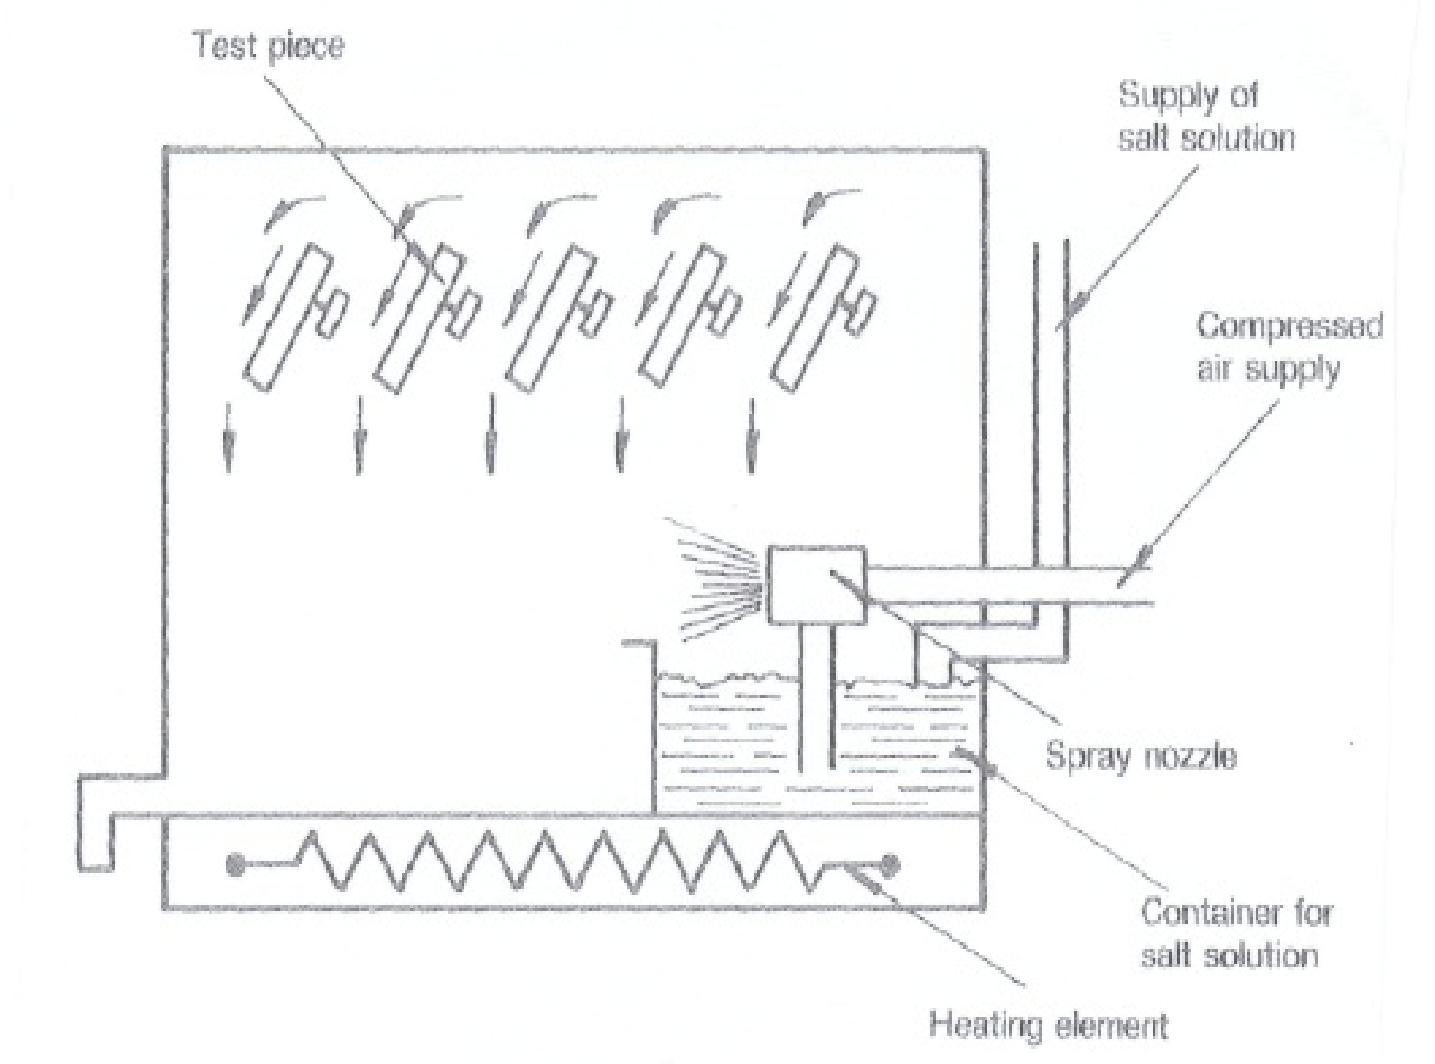 Test piece
Supply of
salt solution
Compressed
air supply
Spray nozzle
Container for
salt solution
Heating element